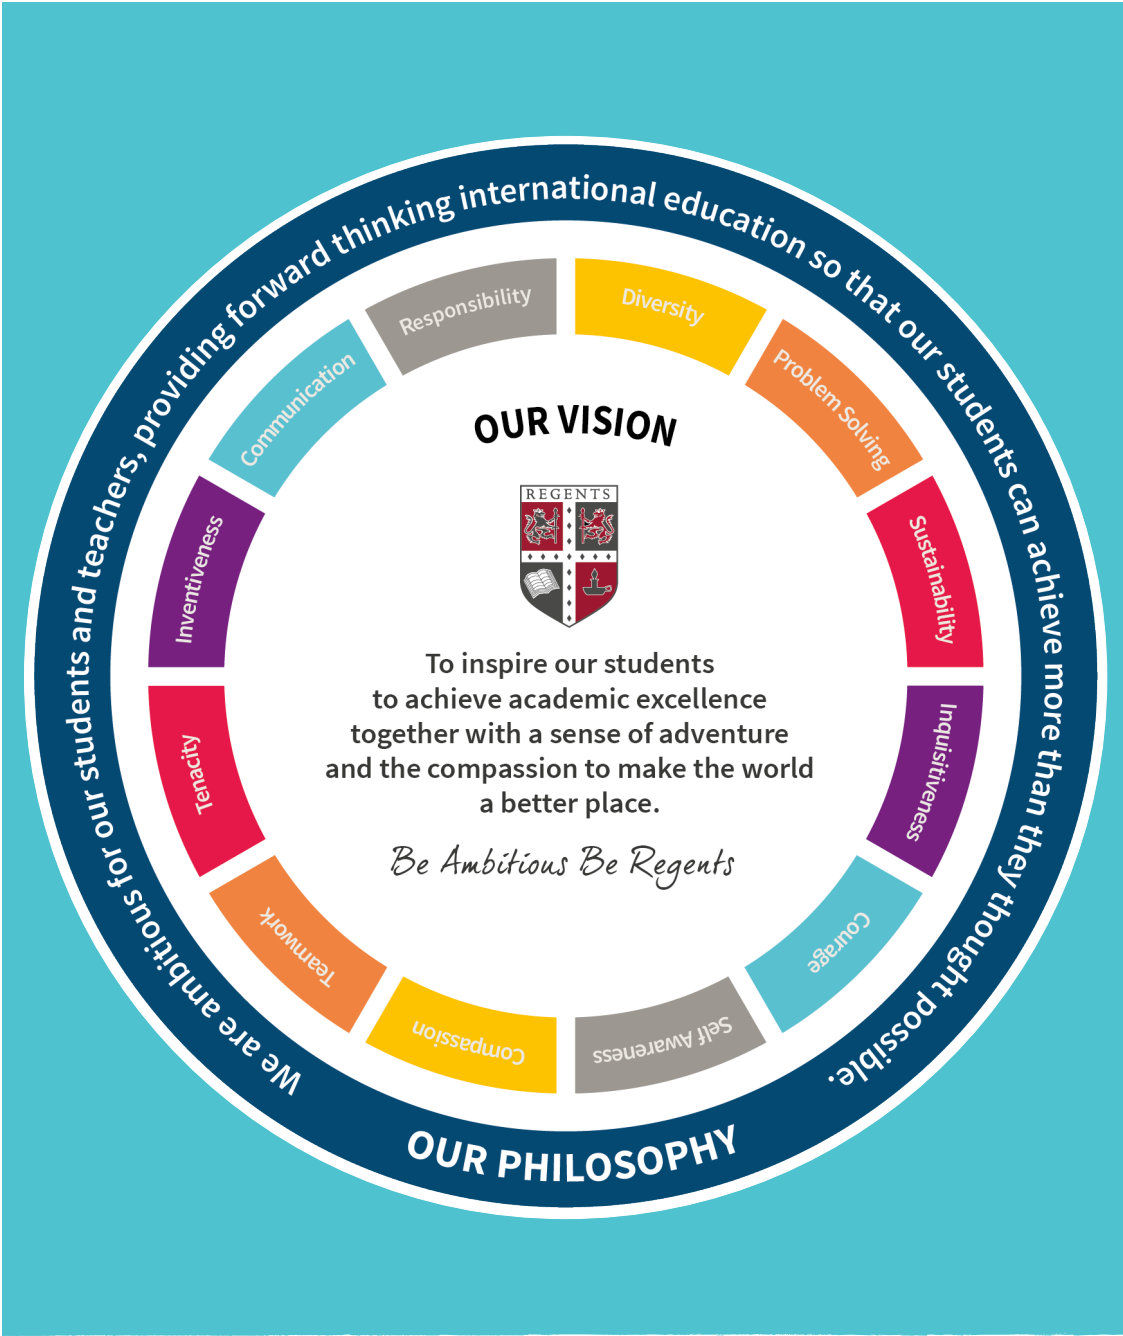 We are ambitious for our students and teachers, providing forward thinking international education so that our students can achieve more than they thought possible.
Responsibility
Diversity
Problem Solving
Sustainability
Inquisitiveness
Courage
Self Awareness
Compassion
Teamwork
Tenacity
Inventiveness
Communication
OUR VISION
REGENTS
To inspire our students
to achieve academic excellence
together with a sense of adventure
and the compassion to make the world
a better place.
Be Ambitious Be Regents
OUR PHILOSOPHY